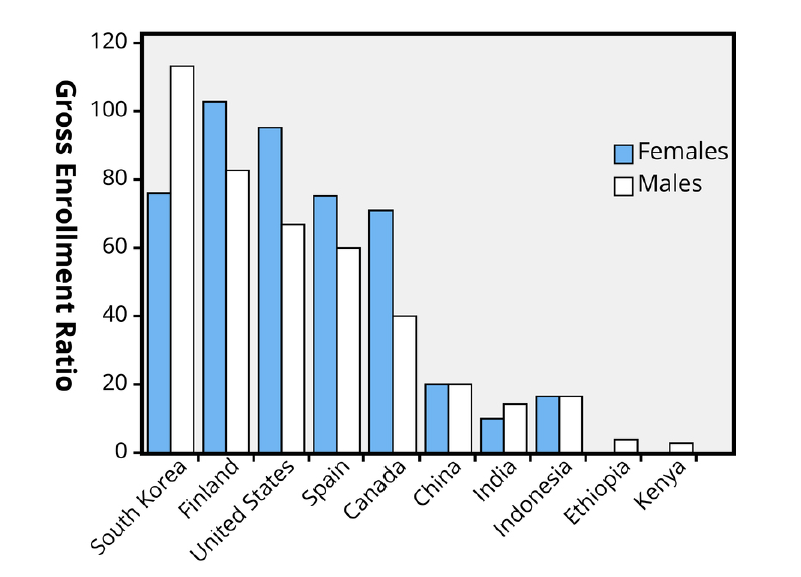 120
100
80
60
40
20
0
Gross Enrollment Ratio
Females
Males
South Korea
Finland
United States
Spain
Canada
China
India
Indonesia
Ethiopia
Kenya